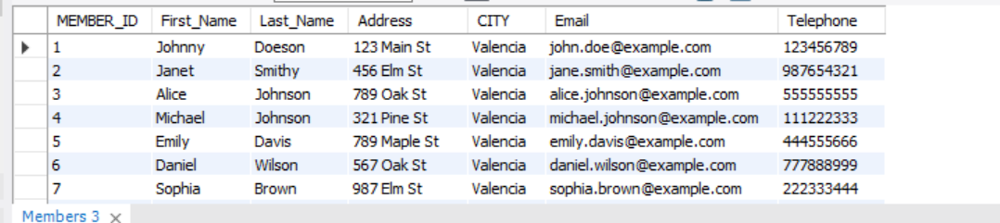 MEMBER_ID First_Name Last_Name Address CITY Email Telephone
1 Johnny Doeson 123 Main St Valencia john.doe@example.com 123456789
2 Janet Smithy 456 Elm St Valencia jane.smith@example.com 987654321
3 Alice Johnson 789 Oak St Valencia alice.johnson@example.com 555555555
4 Michael Johnson 321 Pine St Valencia michael.johnson@example.com 111222333
5 Emily Davis 789 Maple St Valencia emily.davis@example.com 444555666
6 Daniel Wilson 567 Oak St Valencia daniel.wilson@example.com 777888999
7 Sophia Brown 987 Elm St Valencia sophia.brown@example.com 222333444
Members 3